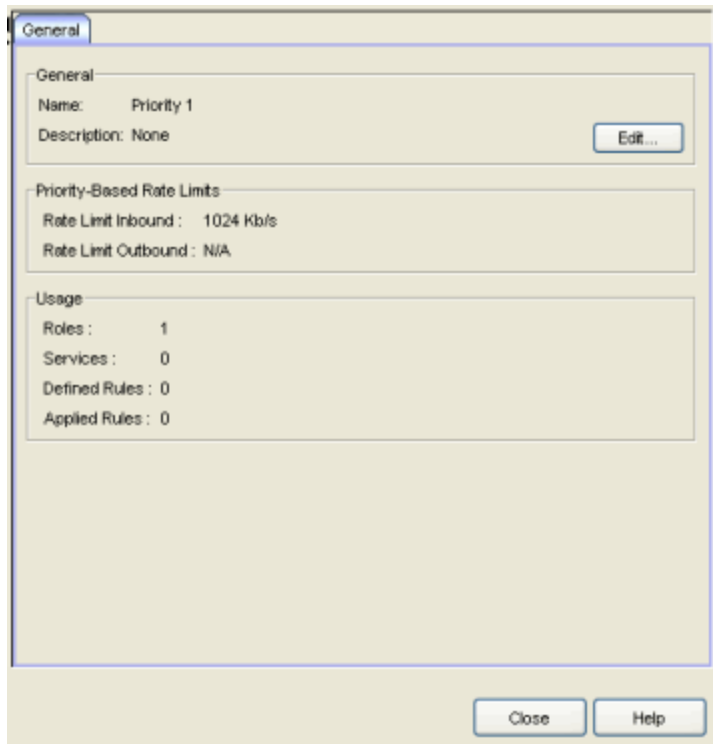 General
General
Name: Priority 1
Description: None
Edit...
Priority-Based Rate Limits
Rate Limit Inbound : 1024 Kb/s
Rate Limit Outbound : N/A
Usage
Roles : 1
Services : 0
Defined Rules : 0
Applied Rules : 0
Close Help